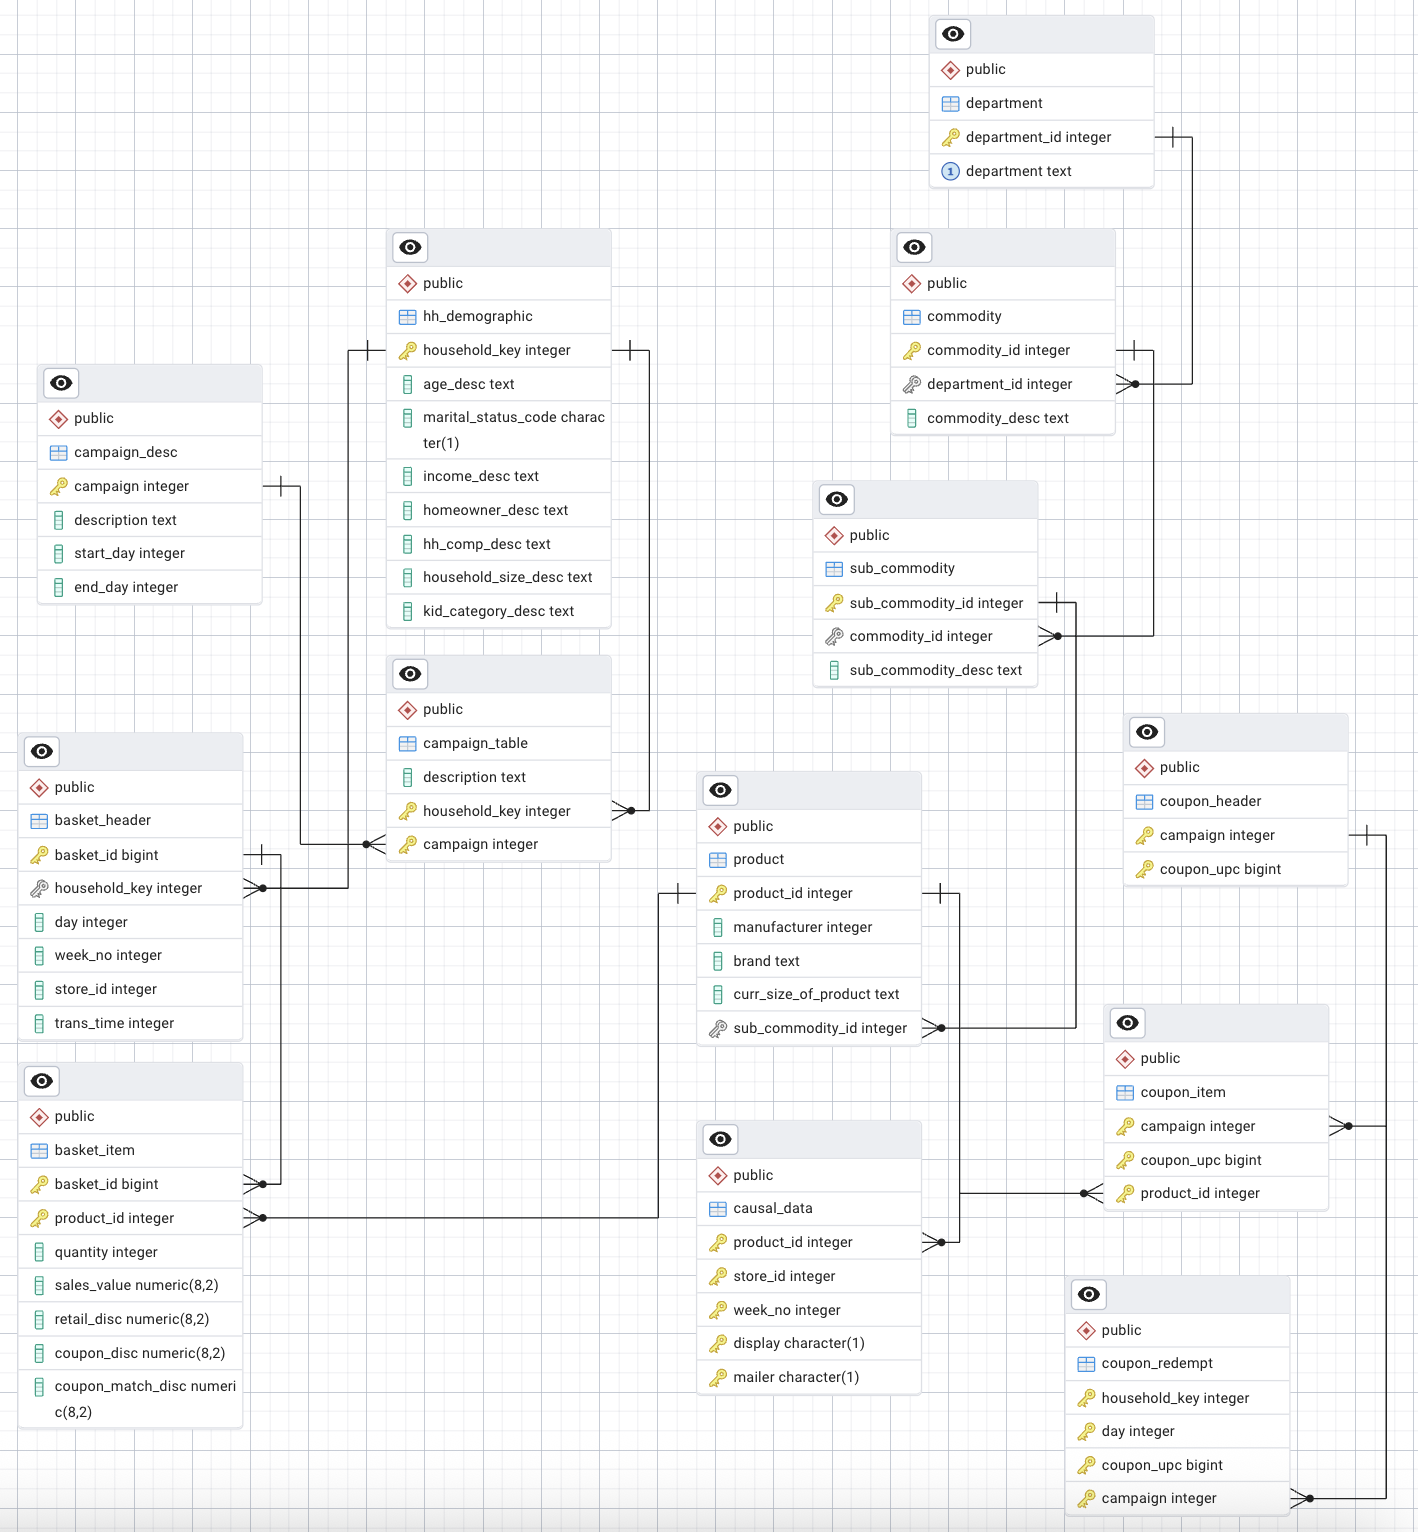 public
department
department_id integer
1
department text
public
commodity
commodity_id integer
department_id integer
commodity_desc text
public
hh_demographic
household_key integer
age_desc text
marital_status_code charac
ter(1)
income_desc text
homeowner_desc text
hh_comp_desc text
household_size_desc text
kid_category_desc text
public
campaign_desc
campaign integer
description text
start_day integer
end_day integer
public
sub_commodity
sub_commodity_id integer
commodity_id integer
sub_commodity_desc text
public
campaign_table
description text
household_key integer
campaign integer
public
basket_header
basket_id bigint
household_key integer
day integer
week_no integer
store_id integer
trans_time integer
public
product
product_id integer
manufacturer integer
brand text
curr_size_of_product text
sub_commodity_id integer
public
coupon_header
campaign integer
coupon_upc bigint
public
coupon_item
campaign integer
coupon_upc bigint
product_id integer
public
basket_item
basket_id bigint
product_id integer
quantity integer
sales_value numeric(8,2)
retail_disc numeric(8,2)
coupon_disc numeric(8,2)
coupon_match_disc numeri
c(8,2)
public
causal_data
product_id integer
store_id integer
week_no integer
display character(1)
mailer character(1)
public
coupon_redempt
household_key integer
day integer
coupon_upc bigint
campaign integer